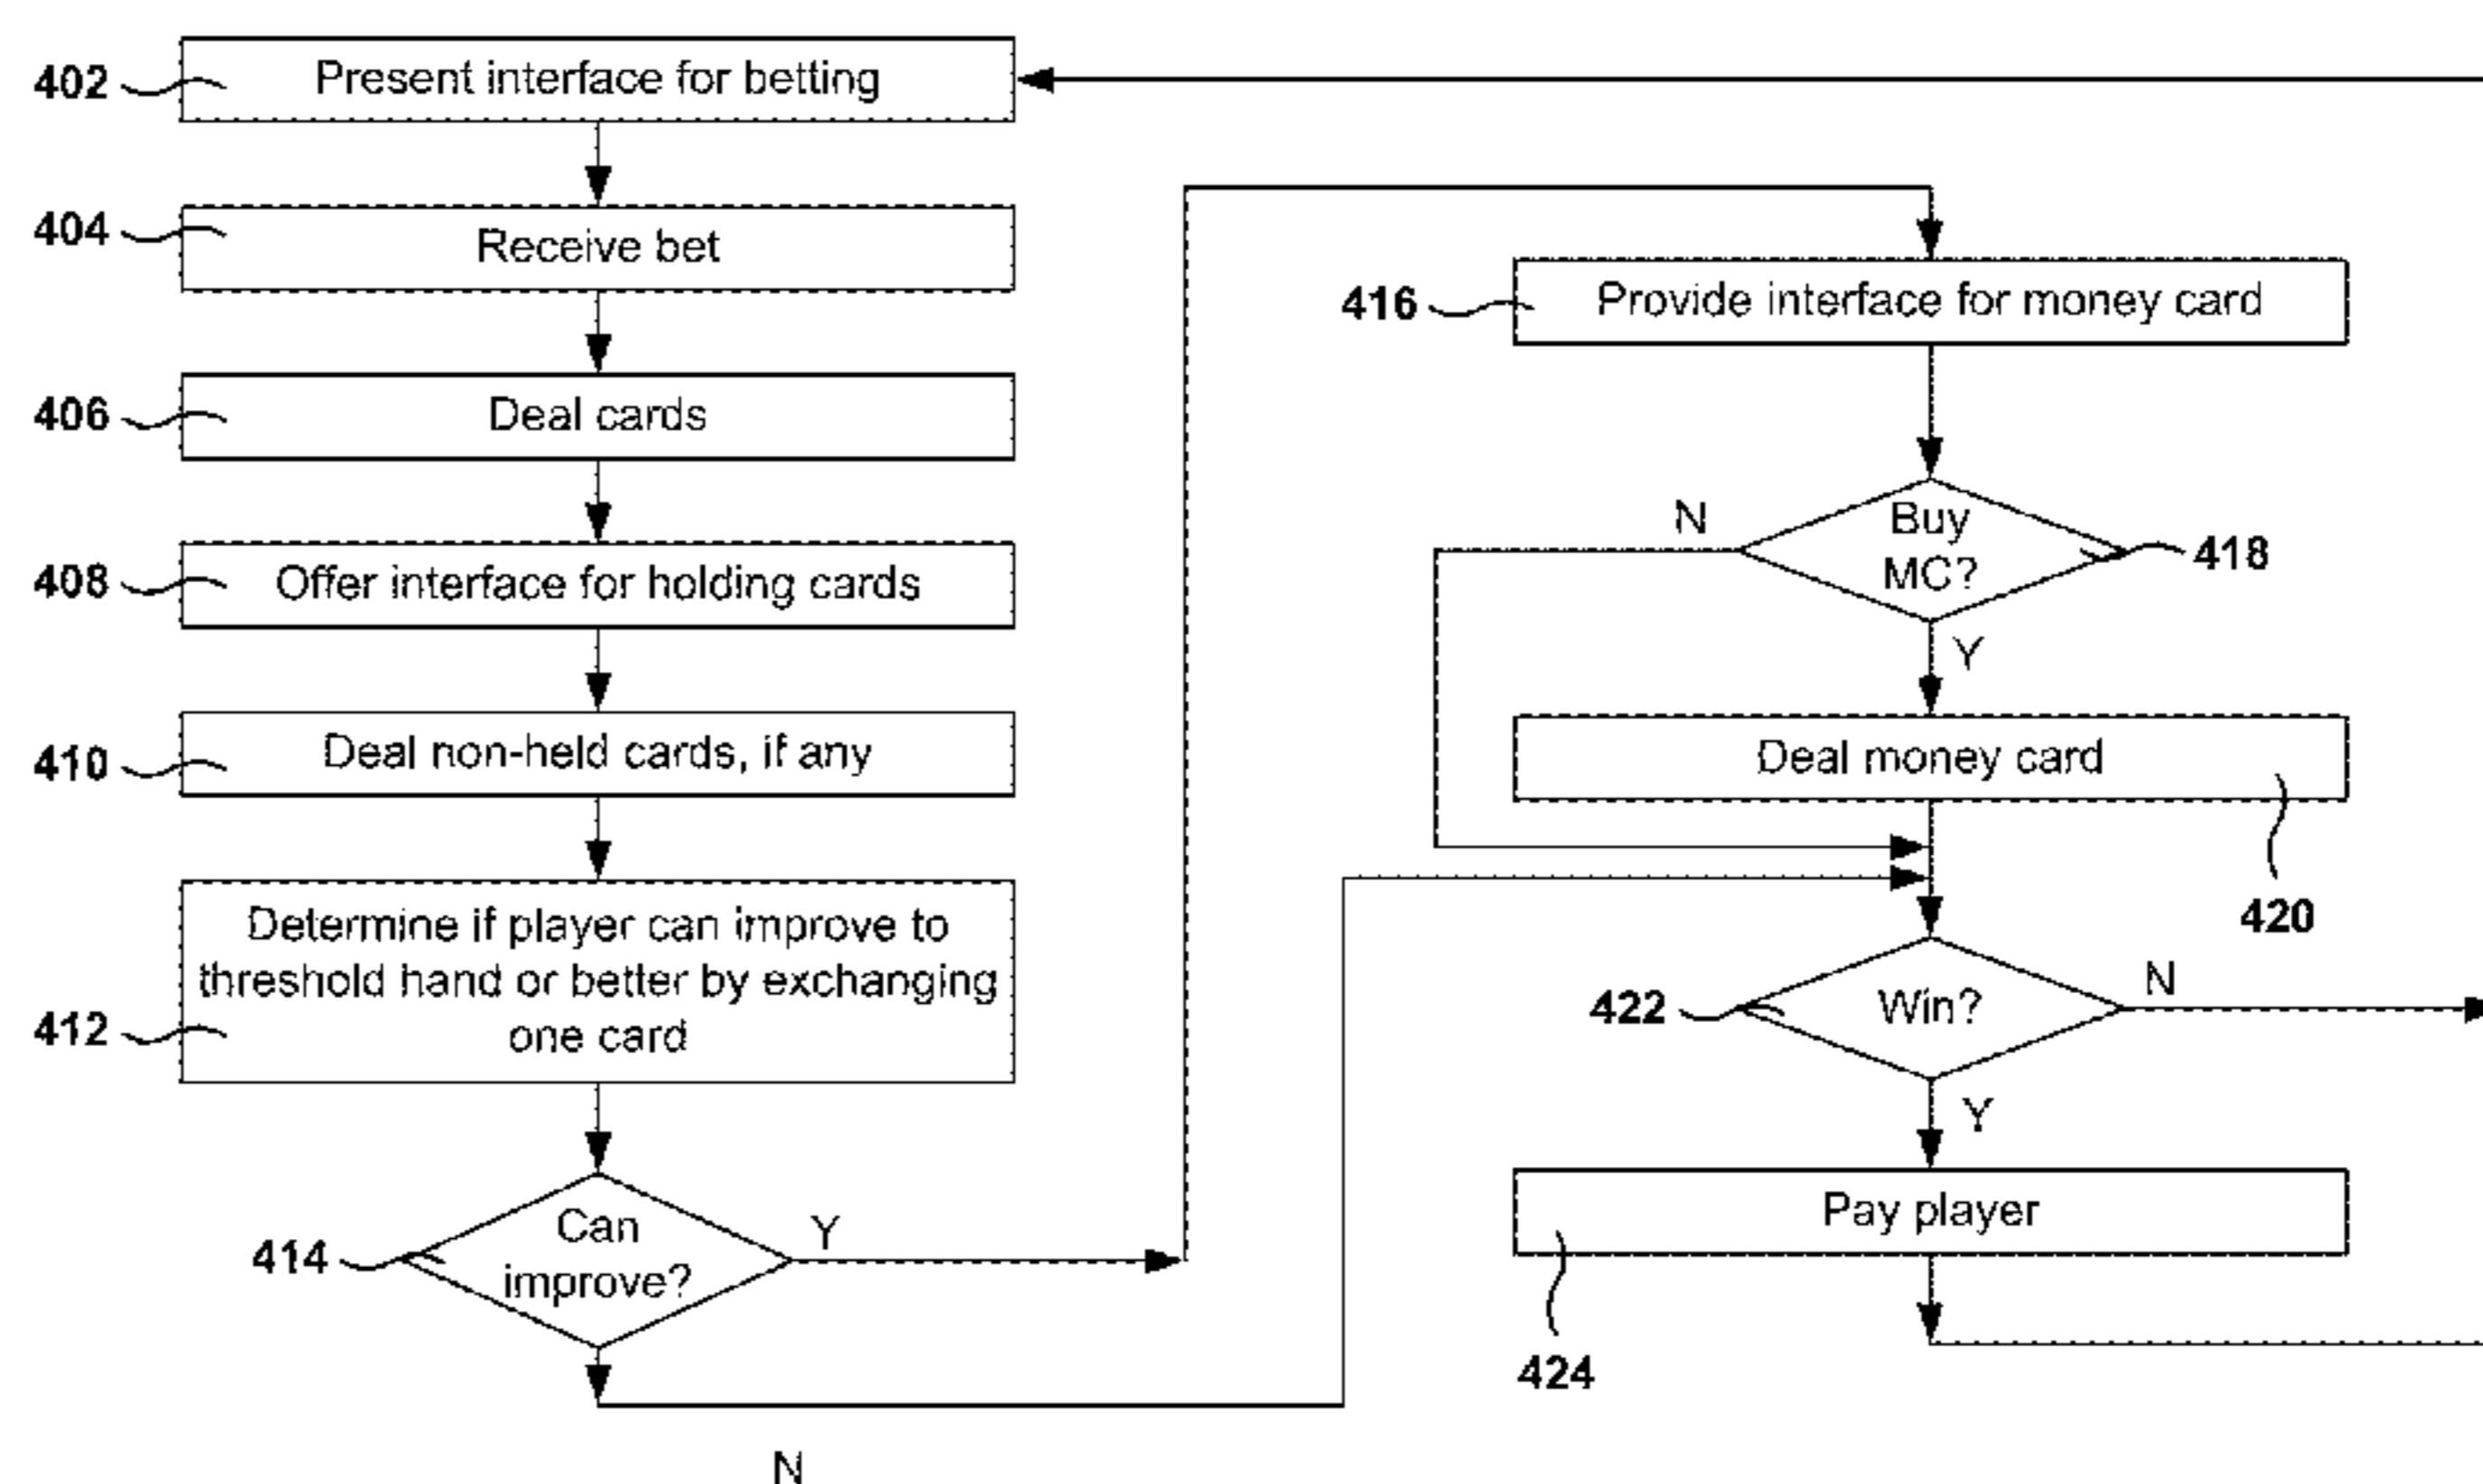 402
Present interface for betting
404
Receive bet
406
Deal cards
408
Offer interface for holding cards
410
Deal non-held cards, if any
412
Determine if player can improve to
threshold hand or better by exchanging
one card
414
Can
improve?
Y
N
416
Provide interface for money card
418
Buy
MC?
N
Y
Deal money card
420
422
Win?
N
Y
Pay player
424